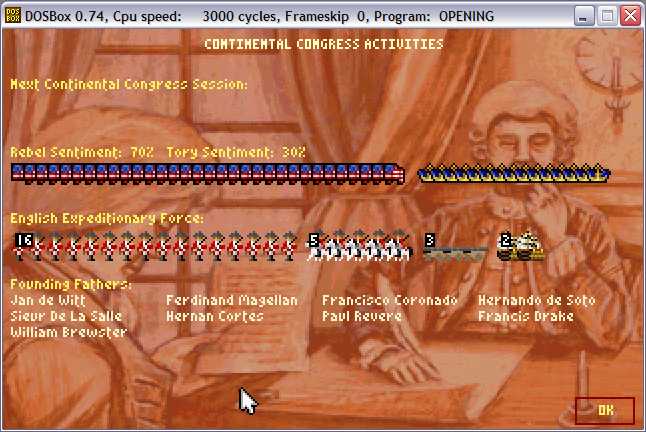 DOSBox 0.74, Cpu speed: 3000 cycles, Frameskip 0, Program: OPENING
CONTINENTAL CONGRESS ACTIVITIES
Next Continental Congress Session:
Rebel Sentiment: 70% Tory Sentiment: 30%
English Expeditionary Force:
16 5 3 2
Founding Fathers:
Jan de Witt Ferdinand Magellan Francisco Coronado Hernando de Soto
Sieur De La Salle Hernan Cortes Paul Revere Francis Drake
William Brewster
OK